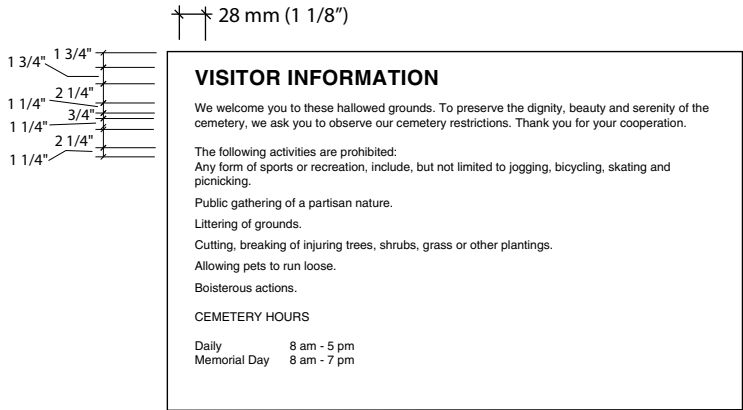 28 mm (1 1/8”)
1 3/4"
1 3/4"
2 1/4"
1 1/4"
3/4"
1 1/4"
2 1/4"
1 1/4"
VISITOR INFORMATION
We welcome you to these hallowed grounds. To preserve the dignity, beauty and serenity of the
cemetery, we ask you to observe our cemetery restrictions. Thank you for your cooperation.
The following activities are prohibited:
Any form of sports or recreation, include, but not limited to jogging, bicycling, skating and
picnicking.
Public gathering of a partisan nature.
Littering of grounds.
Cutting, breaking of injuring trees, shrubs, grass or other plantings.
Allowing pets to run loose.
Boisterous actions.
CEMETERY HOURS
Daily 8 am - 5 pm
Memorial Day 8 am - 7 pm